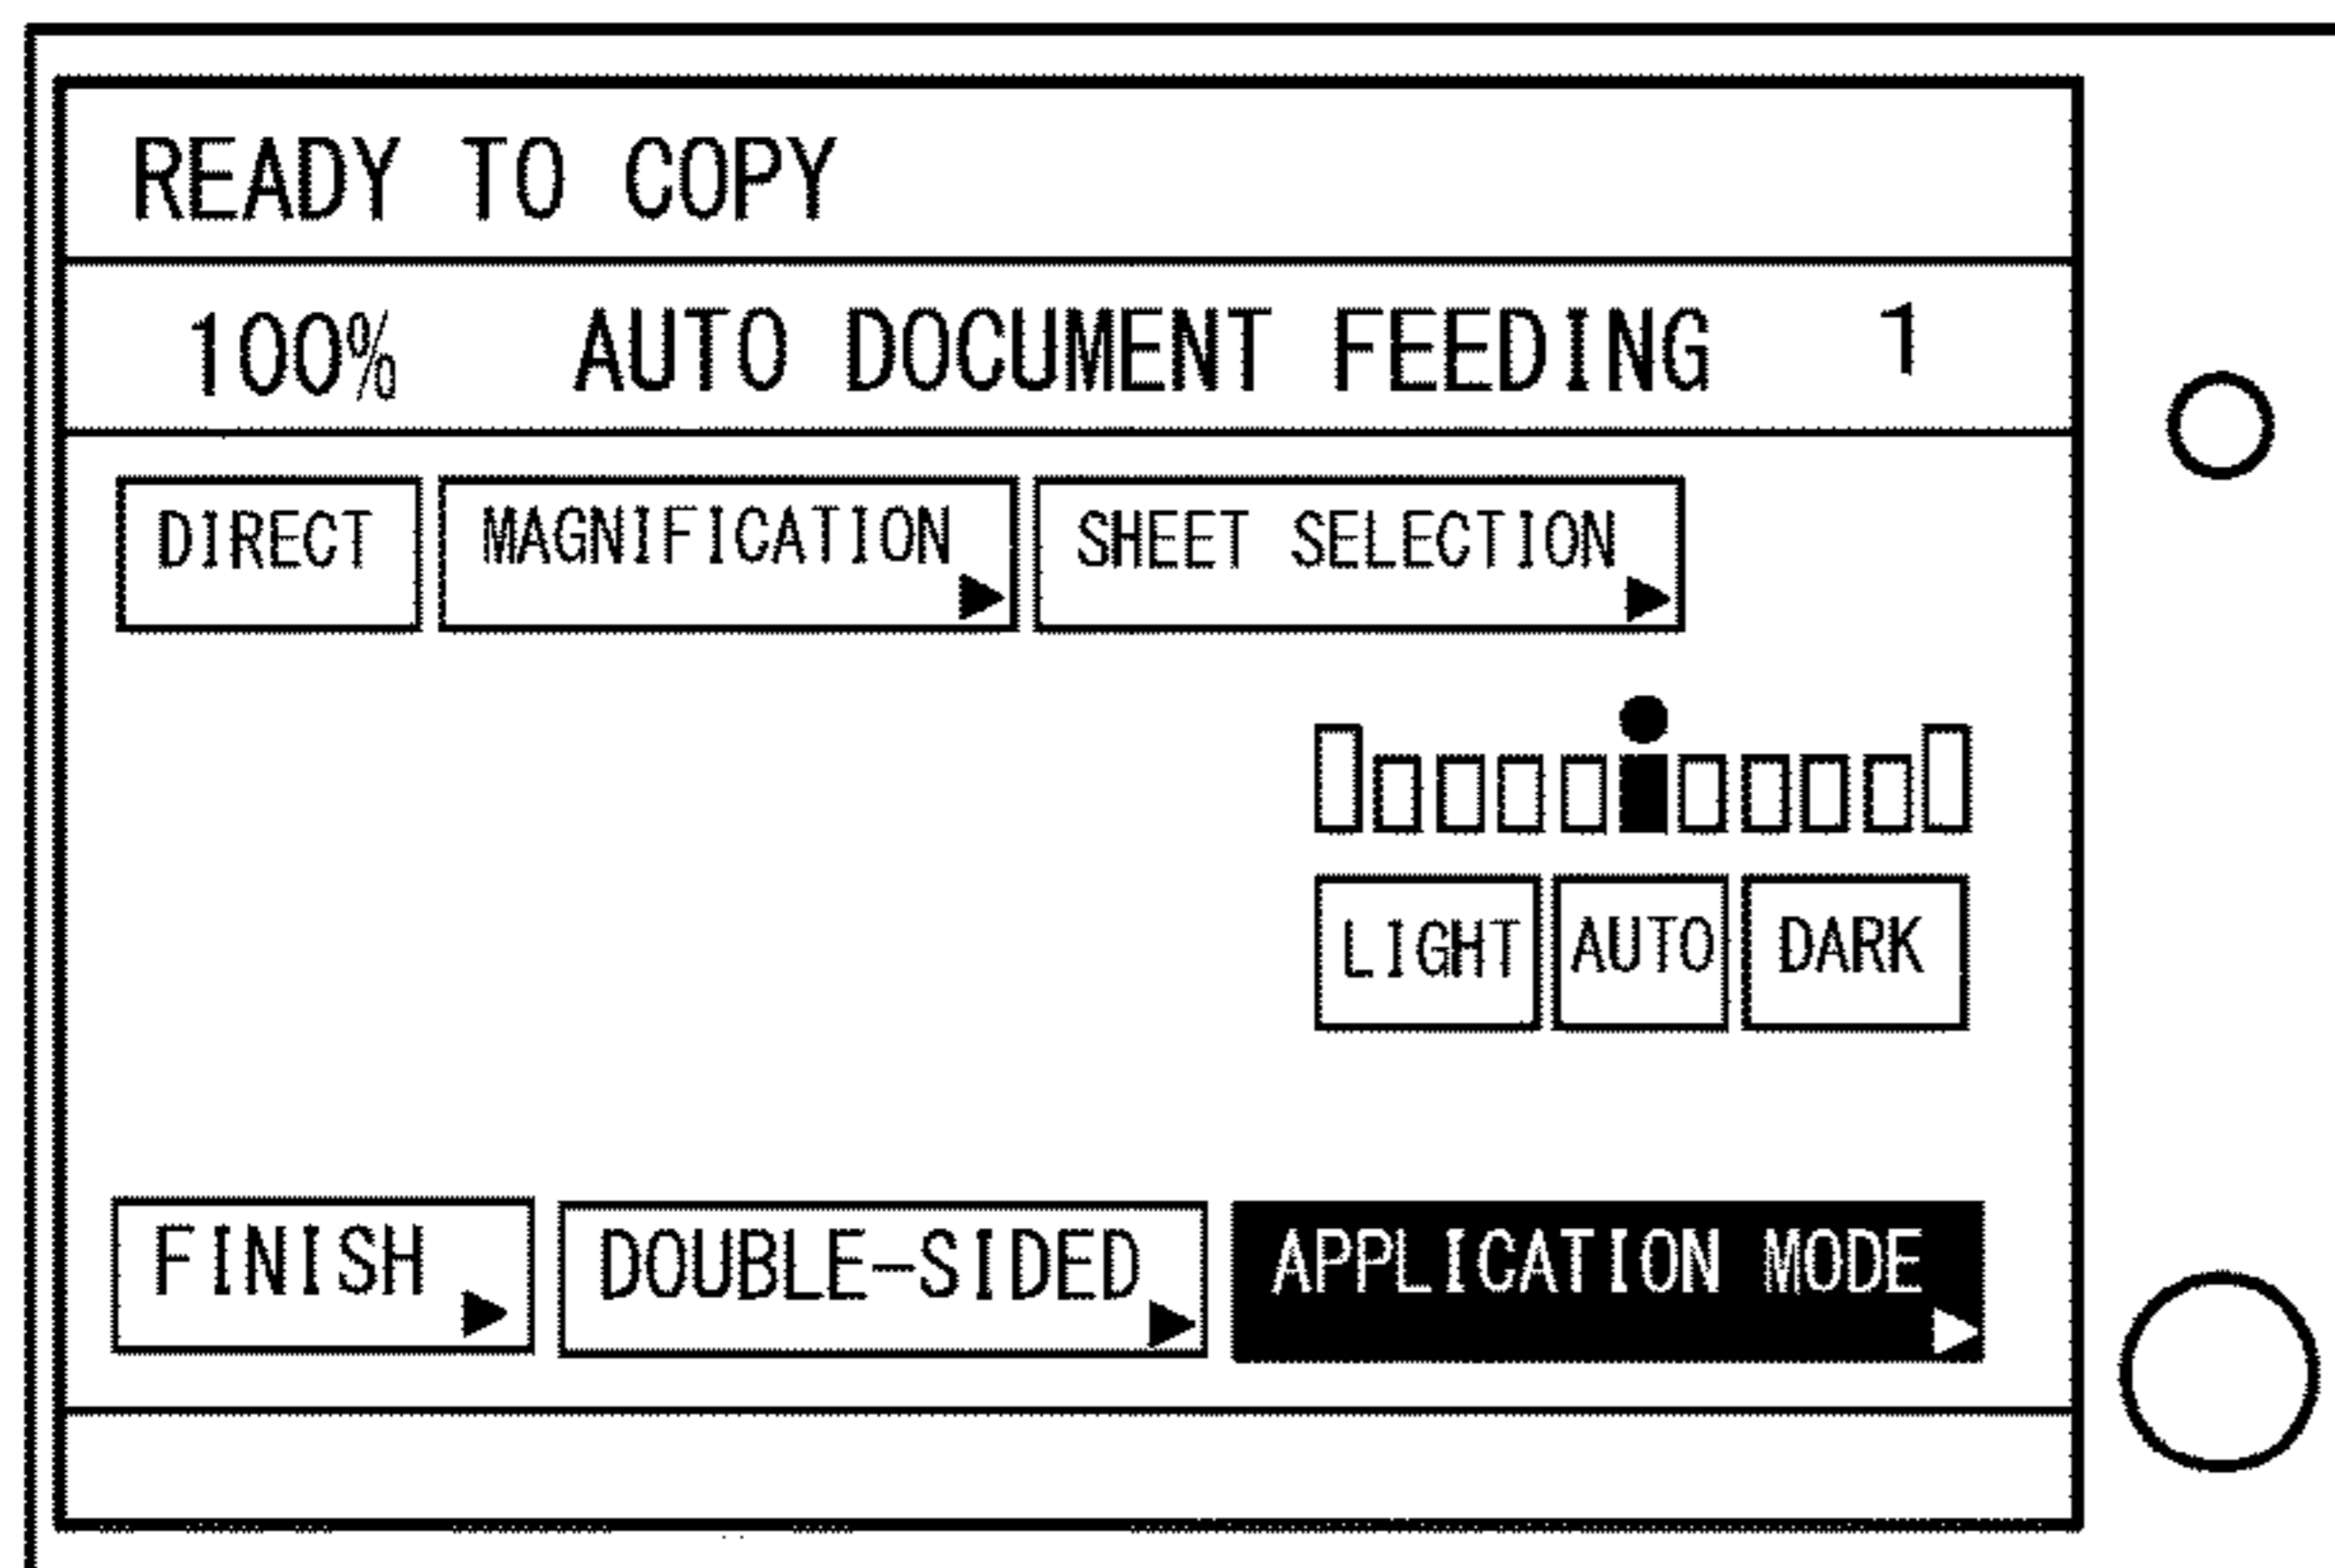 READY TO COPY
100% AUTO DOCUMENT FEEDING 1
DIRECT MAGNIFICATION SHEET SELECTION
LIGHT AUTO DARK
FINISH DOUBLE-SIDED APPLICATION MODE